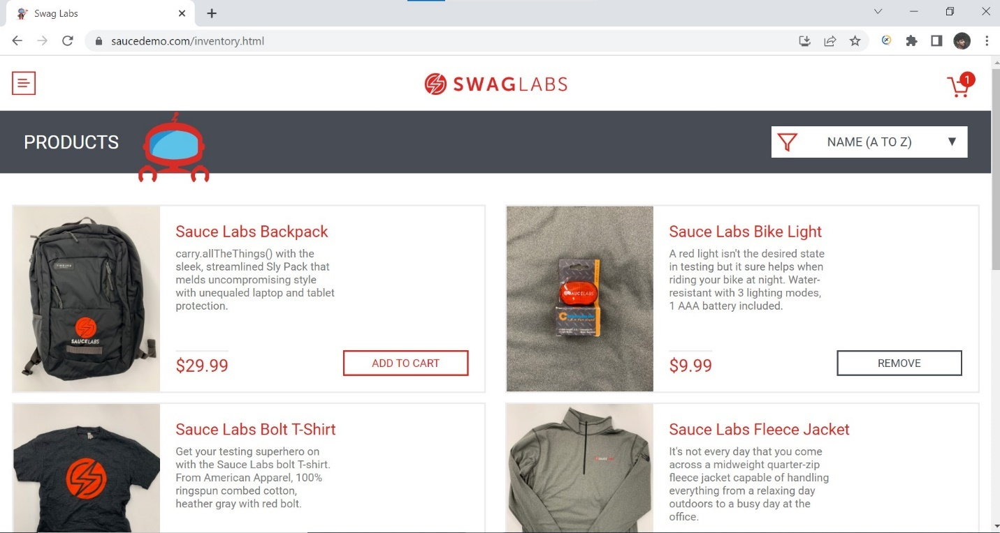 Swag Labs
saucedemo.com/inventory.html
SWAGLABS
1
PRODUCTS
NAME (A TO Z)
Sauce Labs Backpack
carry.allTheThings() with the
sleek, streamlined Sly Pack that
melds uncompromising style
with unequaled laptop and tablet
protection.
$29.99
ADD TO CART
SAUCELABS
Sauce Labs Bike Light
A red light isn't the desired state
in testing but it sure helps when
riding your bike at night. Water-
resistant with 3 lighting modes,
1 AAA battery included.
$9.99
REMOVE
SAUCELABS
Sauce Labs Bolt T-Shirt
Get your testing superhero on
with the Sauce Labs bolt T-shirt.
From American Apparel, 100%
ringspun combed cotton,
heather gray with red bolt.
Sauce Labs Fleece Jacket
It's not every day that you come
across a midweight quarter-zip
fleece jacket capable of handling
everything from a relaxing day
outdoors to a busy day at the
office.